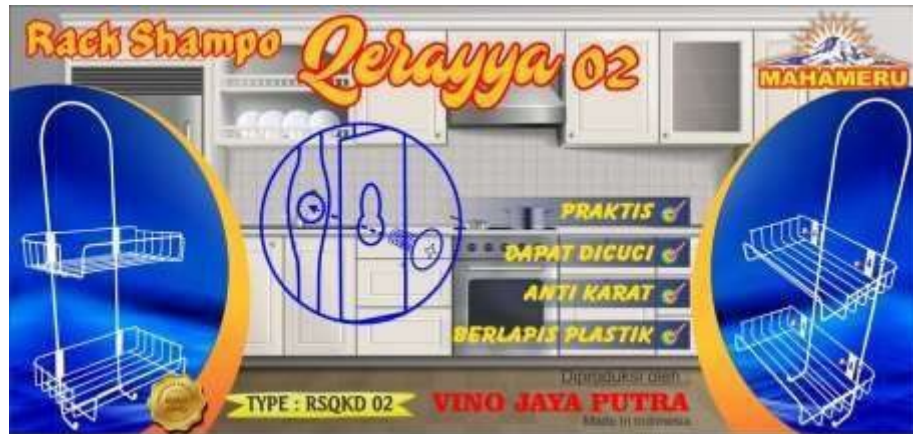 Rack Shampo Qerayya 02
MAHAMERU
PRAKTIS
DAPAT DICUCI
ANTI KARAT
BERLAPIS PLASTIK
Diproduksi oleh
TYPE : RSQKD 02
VINO JAYA PUTRA
Made In Indonesia